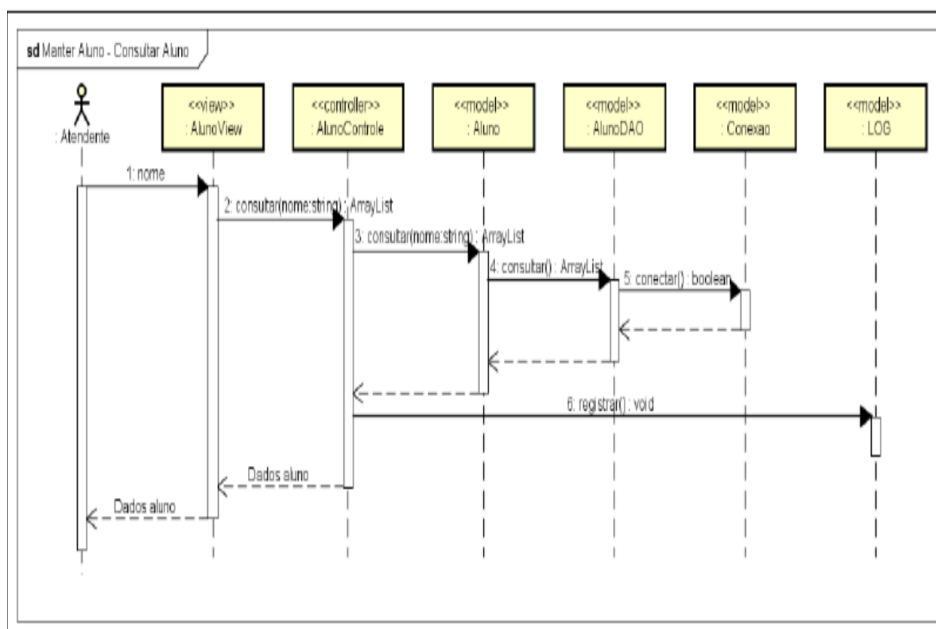 sd Manter Aluno - Consultar Aluno
: Atendente
<<view>>
: AlunoView
<<controller>>
: AlunoControle
<<model>>
: Aluno
<<model>>
: AlunoDAO
<<model>>
: Conexao
<<model>>
: LOG
1: nome
2: consultar(nome:string) : ArrayList
3: consultar(nome:string) : ArrayList
4: consultar() : ArrayList
5: conectar() : boolean
6: registrar() : void
Dados aluno
Dados aluno